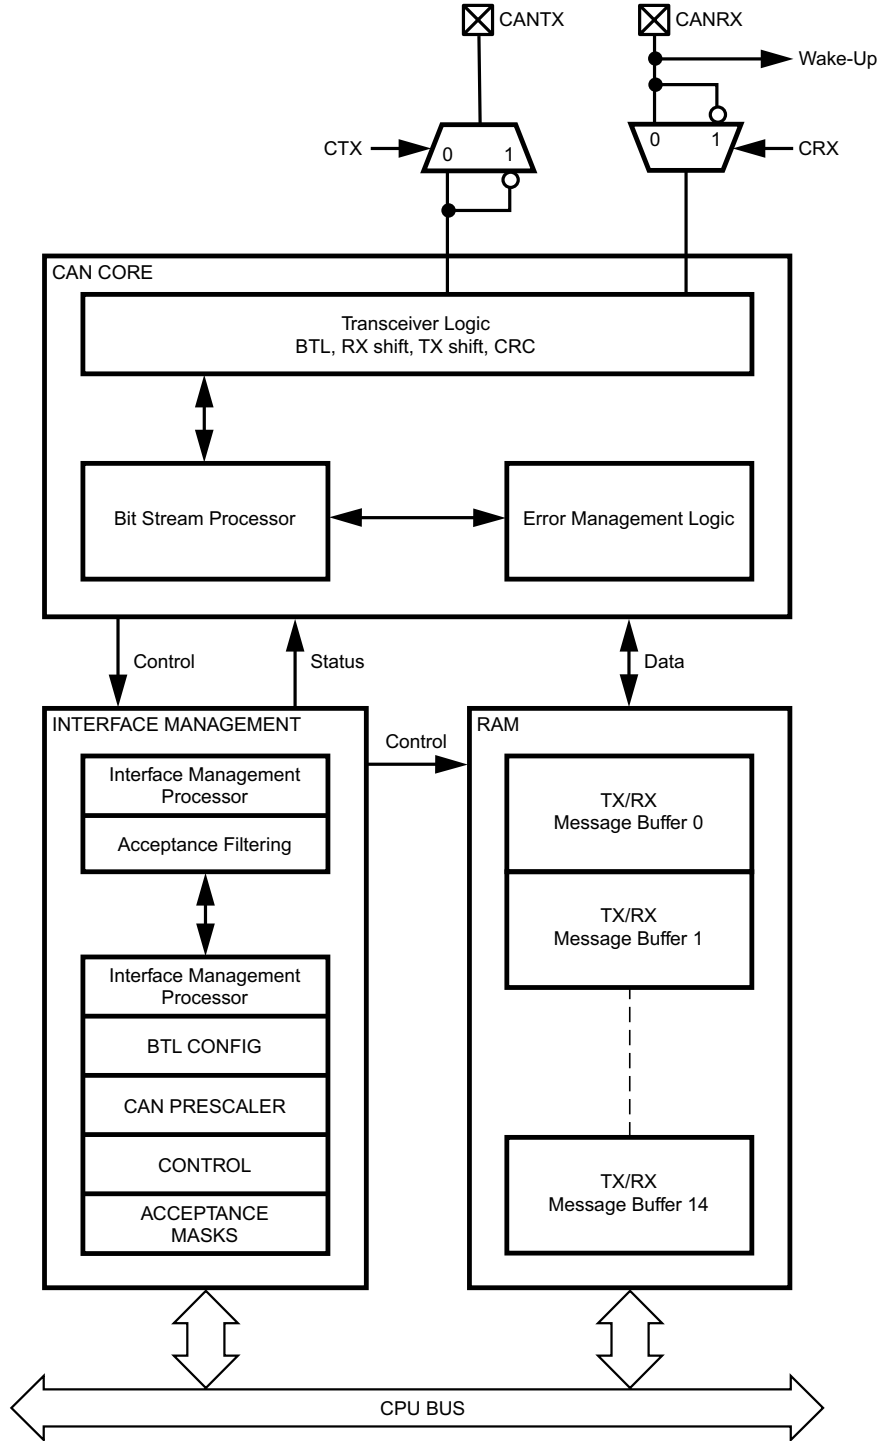 CANTX
CANRX
Wake-Up
CTX
0
1
0
1
CRX
CAN CORE
Transceiver Logic
BTL, RX shift, TX shift, CRC
Bit Stream Processor
Error Management Logic
Control
Status
Data
INTERFACE MANAGEMENT
Control
RAM
Interface Management
Processor
Acceptance Filtering
TX/RX
Message Buffer 0
TX/RX
Message Buffer 1
Interface Management
Processor
BTL CONFIG
CAN PRESCALER
CONTROL
ACCEPTANCE
MASKS
TX/RX
Message Buffer 14
CPU BUS